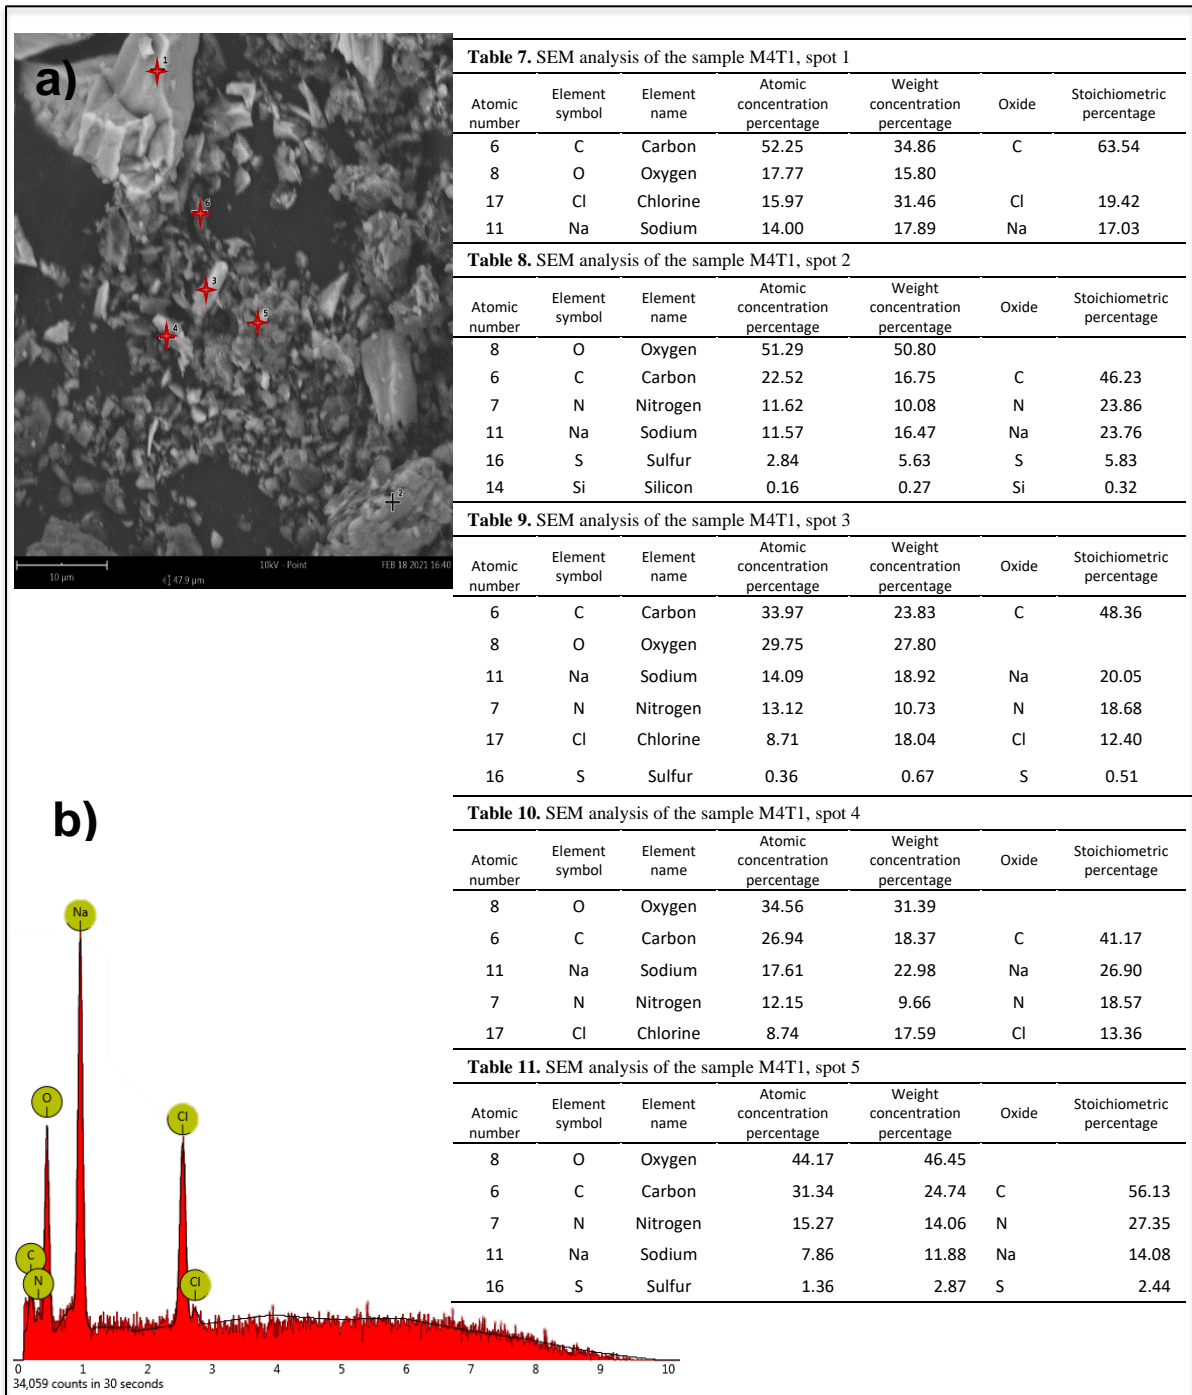 a)
1
6
3
5
4
2
10 µm
47.9 µm
10kV - Point
FEB 18 2021 16:40
Table 7. SEM analysis of the sample M4T1, spot 1
Atomic number Element symbol Element name Atomic concentration percentage Weight concentration percentage Oxide Stoichiometric percentage
6 C Carbon 52.25 34.86 C 63.54
8 O Oxygen 17.77 15.80
17 Cl Chlorine 15.97 31.46 Cl 19.42
11 Na Sodium 14.00 17.89 Na 17.03
Table 8. SEM analysis of the sample M4T1, spot 2
Atomic number Element symbol Element name Atomic concentration percentage Weight concentration percentage Oxide Stoichiometric percentage
8 O Oxygen 51.29 50.80
6 C Carbon 22.52 16.75 C 46.23
7 N Nitrogen 11.62 10.08 N 23.86
11 Na Sodium 11.57 16.47 Na 23.76
16 S Sulfur 2.84 5.63 S 5.83
14 Si Silicon 0.16 0.27 Si 0.32
Table 9. SEM analysis of the sample M4T1, spot 3
Atomic number Element symbol Element name Atomic concentration percentage Weight concentration percentage Oxide Stoichiometric percentage
6 C Carbon 33.97 23.83 C 48.36
8 O Oxygen 29.75 27.80
11 Na Sodium 14.09 18.92 Na 20.05
7 N Nitrogen 13.12 10.73 N 18.68
17 Cl Chlorine 8.71 18.04 Cl 12.40
16 S Sulfur 0.36 0.67 S 0.51
Table 10. SEM analysis of the sample M4T1, spot 4
Atomic number Element symbol Element name Atomic concentration percentage Weight concentration percentage Oxide Stoichiometric percentage
8 O Oxygen 34.56 31.39
6 C Carbon 26.94 18.37 C 41.17
11 Na Sodium 17.61 22.98 Na 26.90
7 N Nitrogen 12.15 9.66 N 18.57
17 Cl Chlorine 8.74 17.59 Cl 13.36
Table 11. SEM analysis of the sample M4T1, spot 5
Atomic number Element symbol Element name Atomic concentration percentage Weight concentration percentage Oxide Stoichiometric percentage
8 O Oxygen 44.17 46.45
6 C Carbon 31.34 24.74 C 56.13
7 N Nitrogen 15.27 14.06 N 27.35
11 Na Sodium 7.86 11.88 Na 14.08
16 S Sulfur 1.36 2.87 S 2.44
b)
Na
O
Cl
C
N
Cl
0 1 2 3 4 5 6 7 8 9 10
34,059 counts in 30 seconds